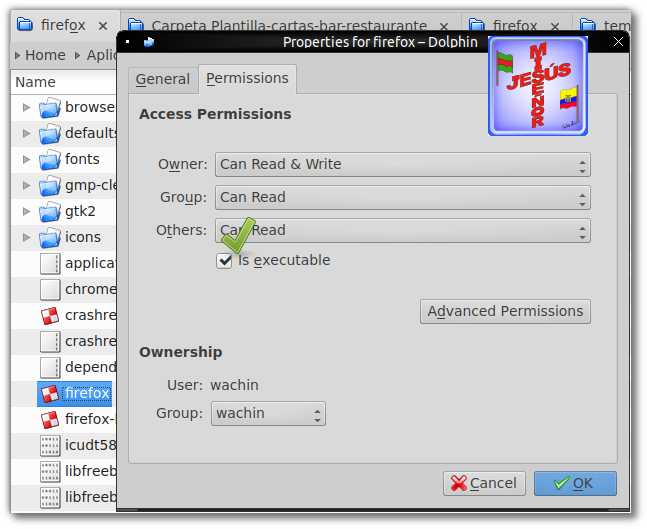 firefox
Carpeta Plantilla-cartas-bar-restaurante
firefox
tem
Home
Aplic
Properties for firefox – Dolphin
MI SEÑOR
JESÚS
Name
browse
defaults
fonts
gmp-cle
gtk2
icons
applicat
chrome
crashre
crashre
depend
firefox
firefox-
icudt58
libfreeb
libfreeb
General
Permissions
Access Permissions
Owner: Can Read & Write
Group: Can Read
Others: Can Read
Is executable
Advanced Permissions
Ownership
User: wachin
Group: wachin
Cancel
OK